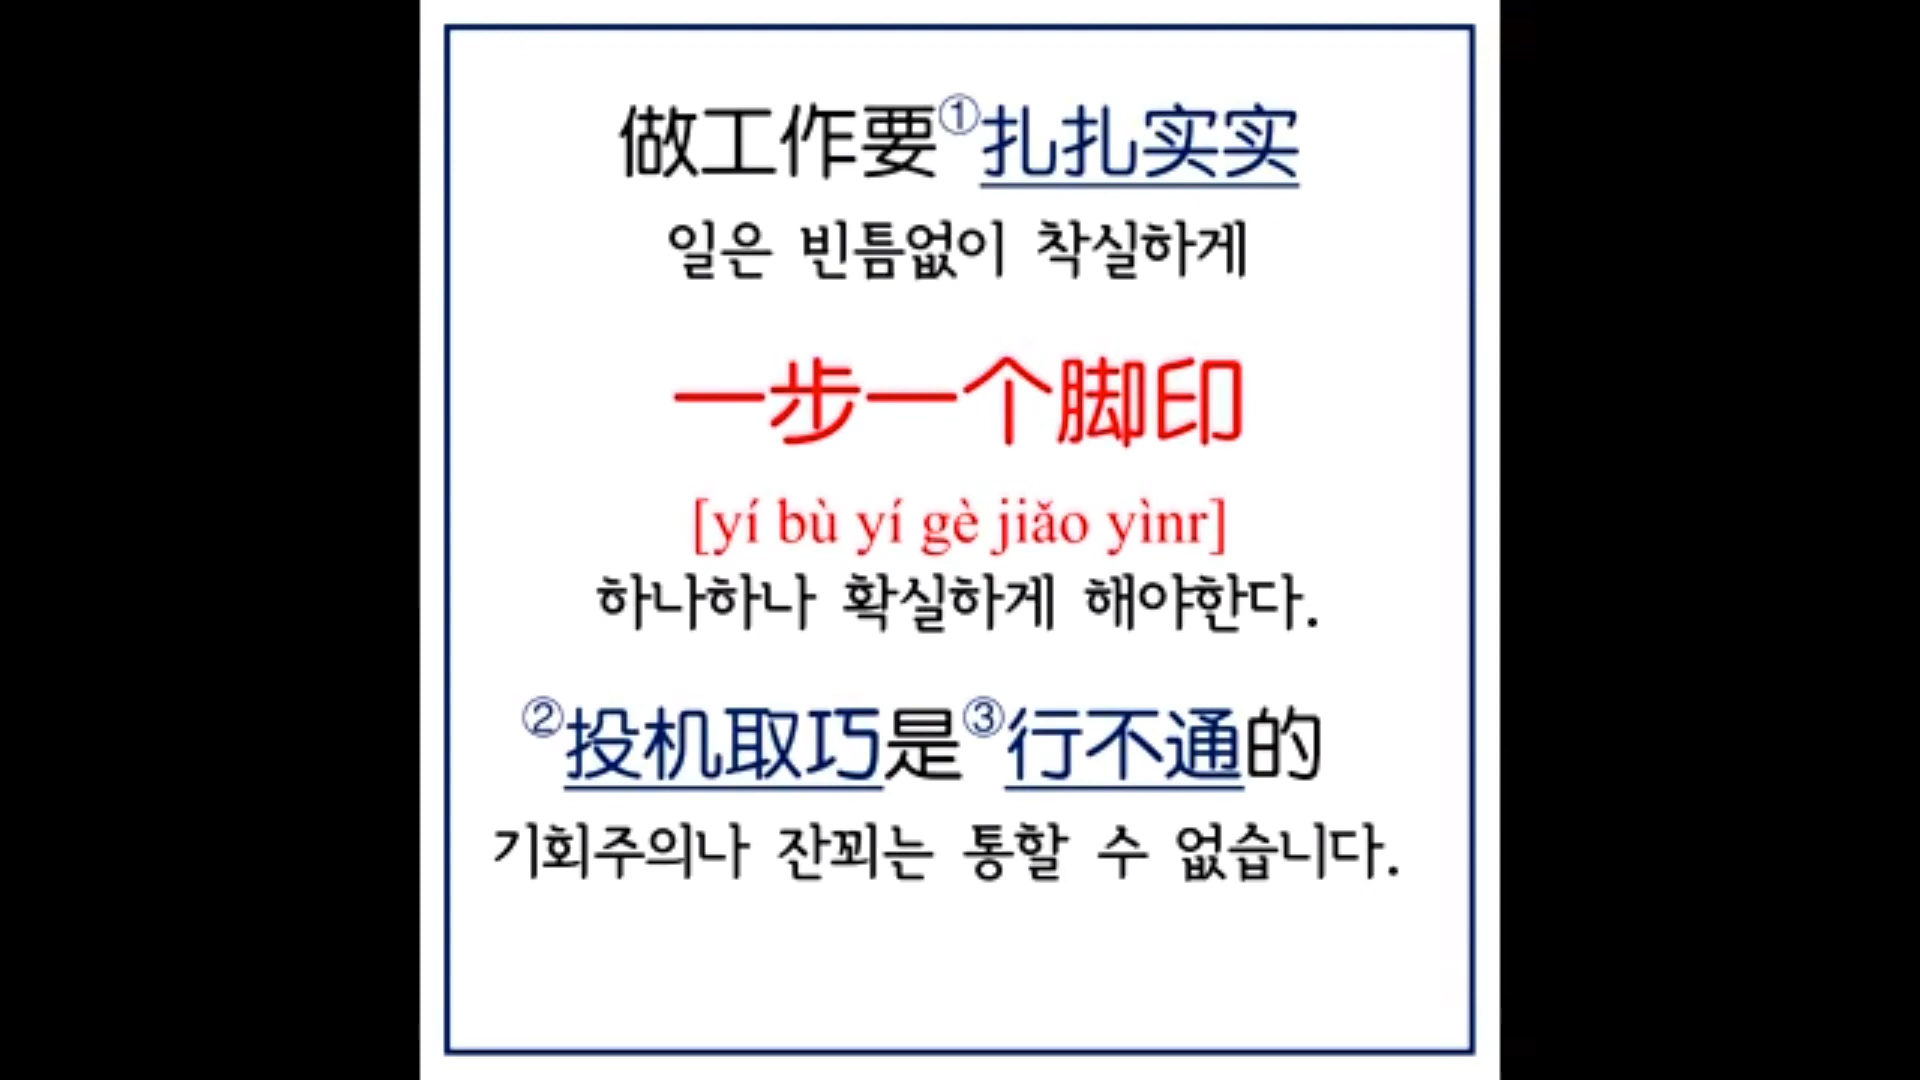 做工作要①扎扎实实
일은 빈틈없이 착실하게
一步一个脚印
[yí bù yí gè jiǎo yìnr]
하나하나 확실하게 해야한다.
②投机取巧是③行不通的
기회주의나 잔꾀는 통할 수 없습니다.